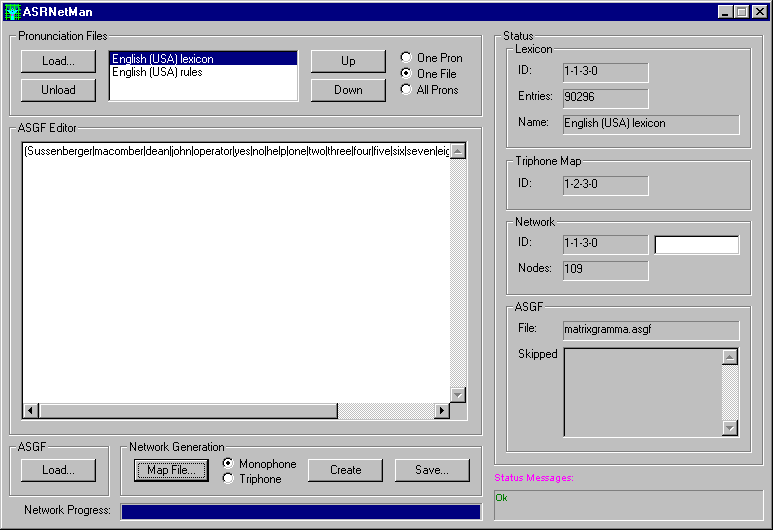 ASRNetMan
Pronunciation Files
Load...
Unload
English (USA) lexicon
English (USA) rules
Up
Down
One Pron
One File
All Prons
ASGF Editor
(Sussenberger|macomber|dean|john|operator|yes|no|help|one|two|three|four|five|six|seven|eig
ASGF
Load...
Network Generation
Map File...
Monophone
Triphone
Create
Save...
Network Progress:
Status
Lexicon
ID: 1-1-3-0
Entries: 90296
Name: English (USA) lexicon
Triphone Map
ID: 1-2-3-0
Network
ID: 1-1-3-0
Nodes: 109
ASGF
File: matrixgramma.asgf
Skipped
Status Messages:
Ok